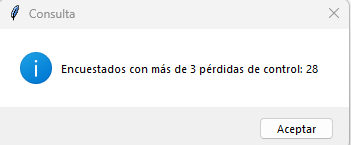 Consulta
Encuestados con más de 3 pérdidas de control: 28
Aceptar